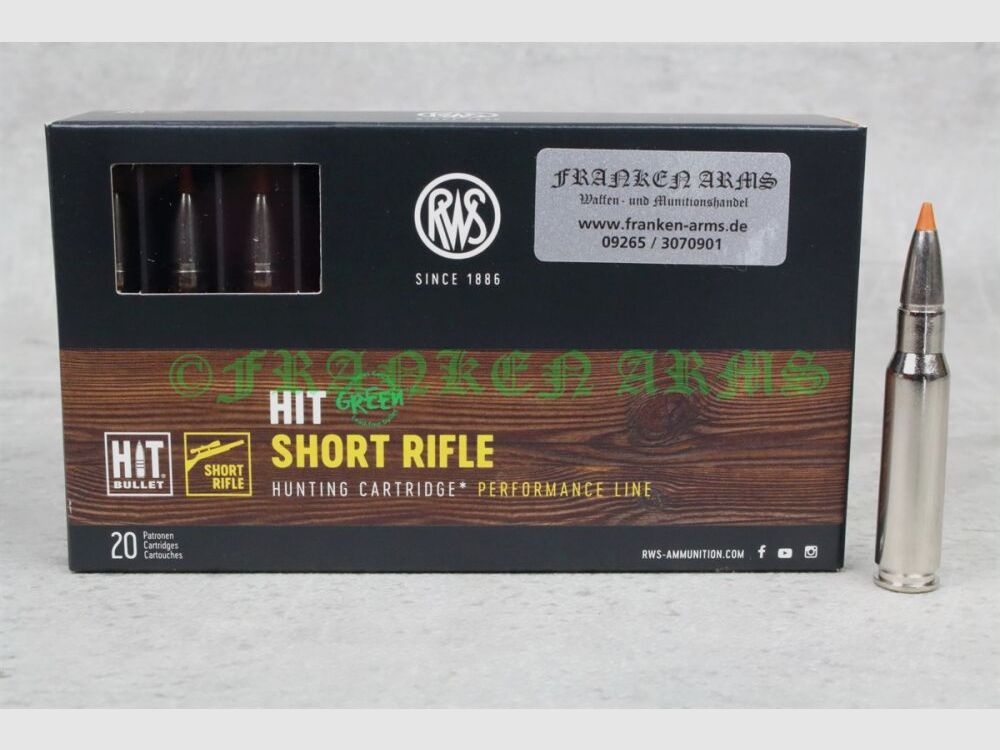 RWS
SINCE 1886
FRANKEN ARMS
Waffen - und Munitionshandel
www.franken-arms.de
09265 / 3070901
©FRANKEN ARMS
HIT
GREEN
SHORT RIFLE
HUNTING CARTRIDGE* PERFORMANCE LINE
HIT
BULLET
SHORT
RIFLE
20
Patronen
Cartridges
Cartouches
RWS-AMMUNITION.COM